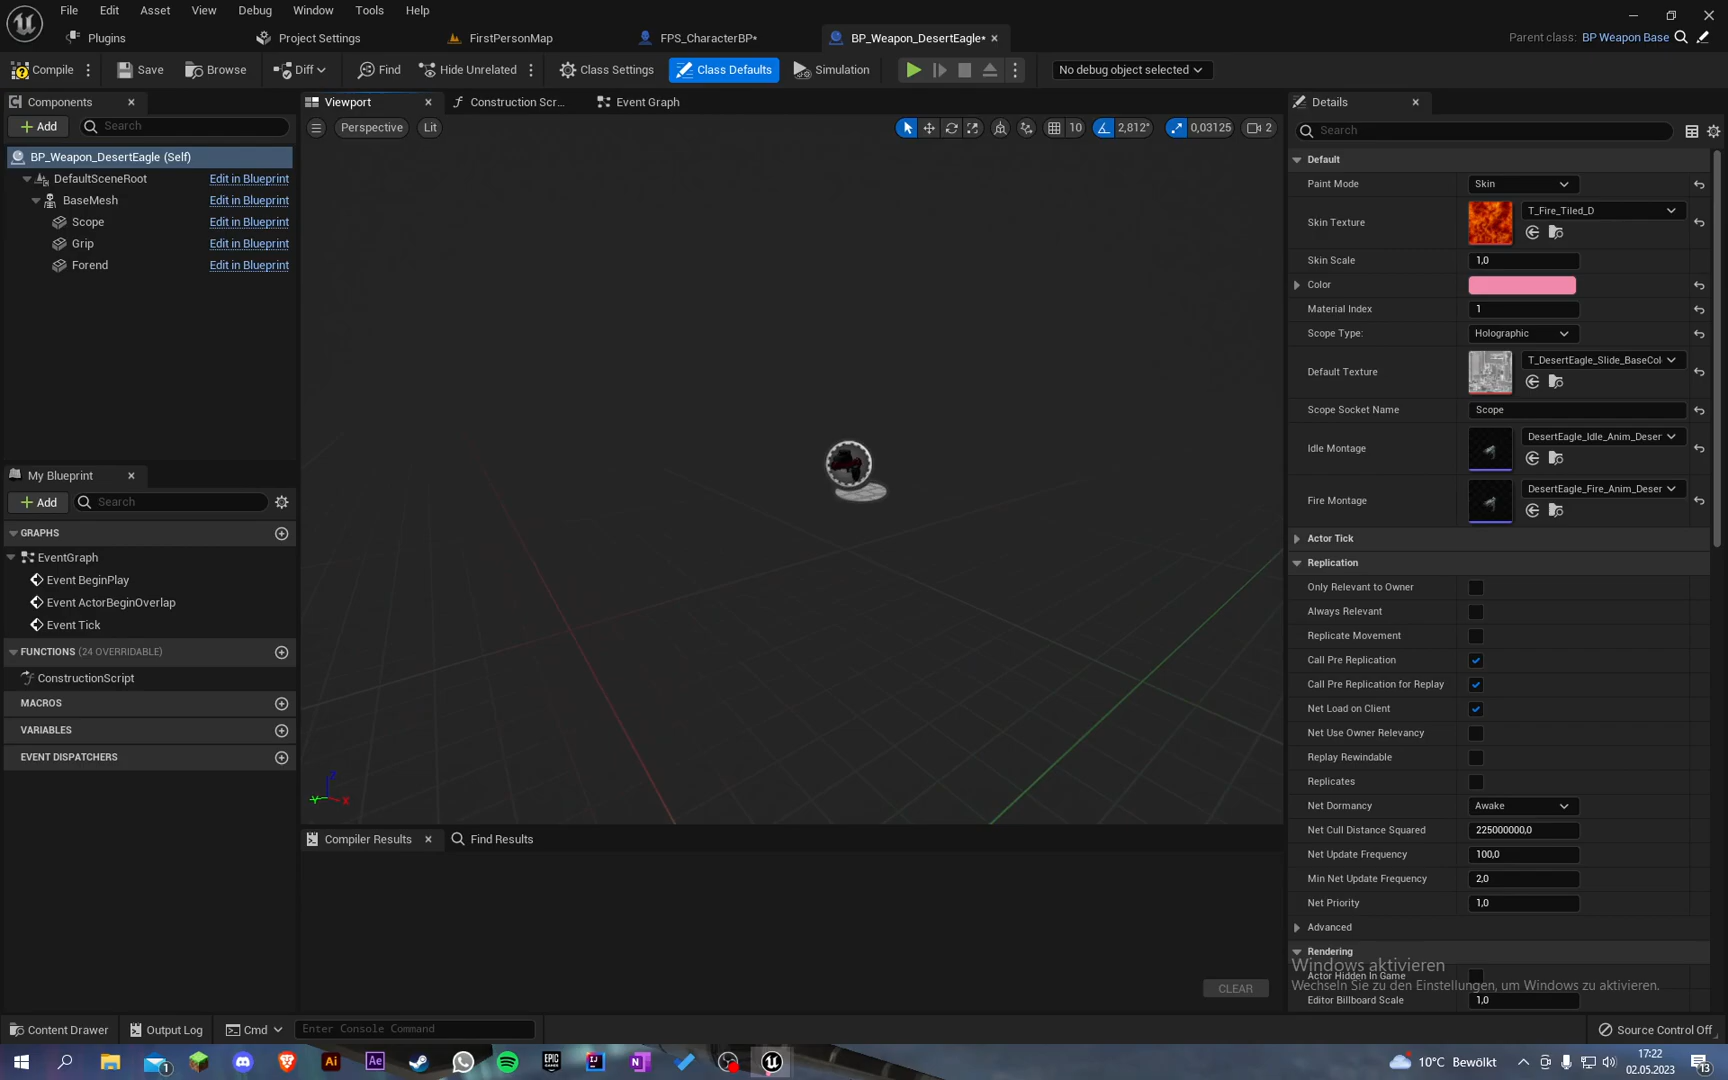 File Edit Asset View Debug Window Tools Help
Plugins Project Settings FirstPersonMap FPS_CharacterBP* BP_Weapon_DesertEagle* Parent class: BP Weapon Base
Compile Save Browse Diff Find Hide Unrelated Class Settings Class Defaults Simulation No debug object selected
Components
Add Search
BP_Weapon_DesertEagle (Self)
DefaultSceneRoot Edit in Blueprint
BaseMesh Edit in Blueprint
Scope Edit in Blueprint
Grip Edit in Blueprint
Forend Edit in Blueprint
My Blueprint
Add Search
GRAPHS
EventGraph
Event BeginPlay
Event ActorBeginOverlap
Event Tick
FUNCTIONS (24 OVERRIDABLE)
ConstructionScript
MACROS
VARIABLES
EVENT DISPATCHERS
Viewport Construction Scr... Event Graph
Perspective Lit 10 2,812° 0,03125 2
Z
Y X
Compiler Results Find Results
CLEAR
Details
Search
Default
Paint Mode Skin
Skin Texture T_Fire_Tiled_D
Skin Scale 1,0
Color
Material Index 1
Scope Type: Holographic
Default Texture T_DesertEagle_Slide_BaseCol
Scope Socket Name Scope
Idle Montage DesertEagle_Idle_Anim_Deser
Fire Montage DesertEagle_Fire_Anim_Deser
Actor Tick
Replication
Only Relevant to Owner
Always Relevant
Replicate Movement
Call Pre Replication
Call Pre Replication for Replay
Net Load on Client
Net Use Owner Relevancy
Replay Rewindable
Replicates
Net Dormancy Awake
Net Cull Distance Squared 225000000,0
Net Update Frequency 100,0
Min Net Update Frequency 2,0
Net Priority 1,0
Advanced
Rendering
Windows aktivieren
Actor Hidden In Game
Wechseln Sie zu den Einstellungen, um Windows zu aktivieren.
Editor Billboard Scale 1,0
Content Drawer Output Log Cmd Enter Console Command Source Control Off
1 Ai Ae EPIC GAMES IJ N 10°C Bewölkt 17:22
02.05.2023 13